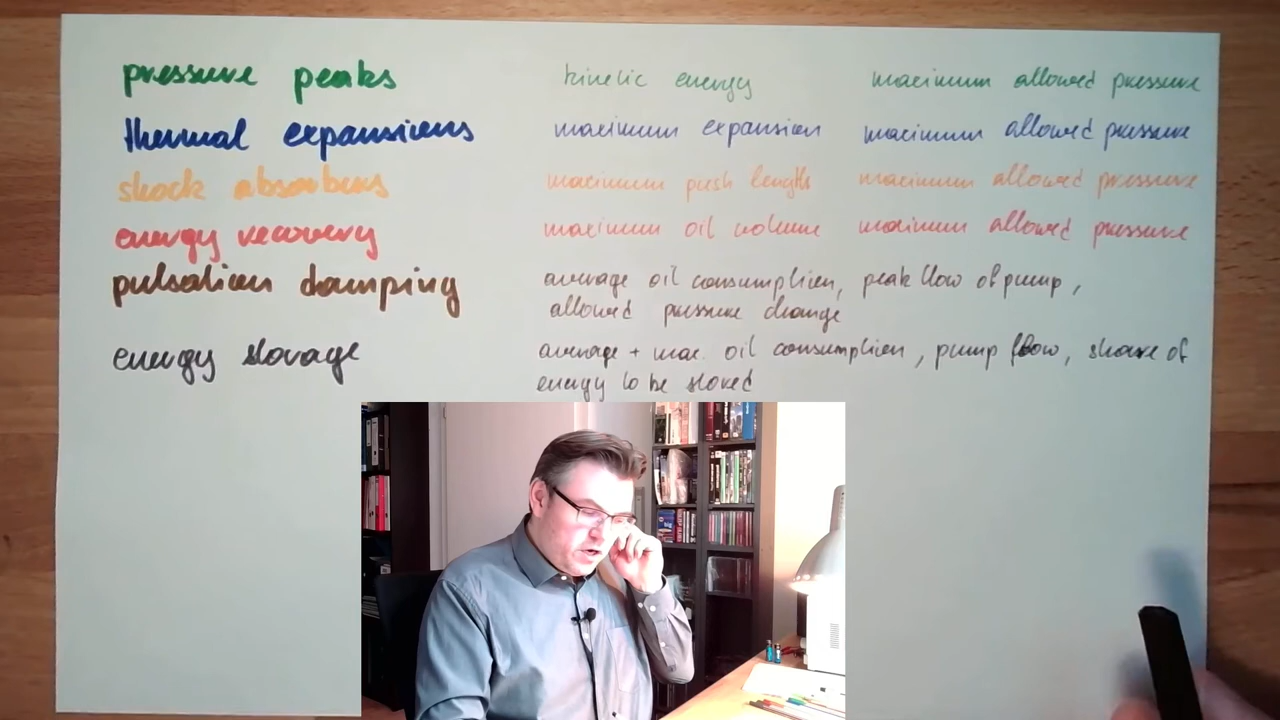 pressure peaks kinetic energy maximum allowed pressure
thermal expansions maximum expansion maximum allowed pressure
shock absorbers maximum push length maximum allowed pressure
energy recovery maximum oil volume maximum allowed pressure
pulsation damping average oil consumption, peak flow of pump,
allowed pressure change
energy storage average + max. oil consumption, pump flow, share of
energy to be stored